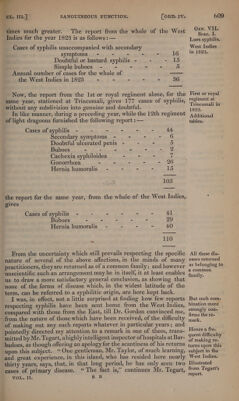 CL. III.] SANGUINEOUS FUNCTION. [ORD. IV. 609
times much greater. The report from the whole of the West
Indies for the year 1823 is as follows:—
Cases of syphilis unaccompanied with secondary
symptoms - - - - 16
Doubtful or bastard syphilis - - - 15
Simple buboes - - - - 5
Annual number of cases for the whole of
the West Indies in 1823 - - - 36
Gen. VII.
Spec. I.
Lues syphilis.
West Indies
in 1823.
Now, the report from the 1st or royal regiment alone, for the
same year, stationed at Trincomali, gives 177 cases of syphilis,
without any subdivision into genuine and doubtful.
In like manner, during a preceding year, while the 12th regiment
of light dragoons furnished the following report;—
First or royal
regiment at
Trincomali in
1823.
Additional
report.
Cases of syphilis - - - - 44
Secondary symptoms - - - 6
Doubtful ulcerated penis - - - 5
Buboes - - - - 2
Cachexia syphiloidea - - - 7
Gonorrhœa - - - - 26
Hernia humoralis - - - - 15
103
the report for the same year, from the whole of the West Indies,
gives
Cases of syphilis - - - - 41
Buboes - - - - 29
Hernia humoralis - - - - 40
110
From the uncertainty which still prevails respecting the specific
nature of several of the above affections, in the minds of many
practitioners, they are returned as of a common family; and however
unscientific such an arrangement may be in itself, it at least enables
us to draw a more satisfactory general conclusion, as shewing that
none of the forms of disease which, in the widest latitude of the
term, can be referred to a syphilitic origin, are here kept back.
All these diseases
returned
as belonging to
a common
family.
I was, in effect, not a little surprised at finding how few reports
respecting syphilis have been sent home from the West Indies,
compared with those from the East, till Dr. Gordon convinced me,
from the nature of those which have been received, of the difficulty
of making out any such reports whatever in particular years; and
pointedly directed my attention to a remark in one of them, transmitted
by Mr. Tegart, a highly intelligent inspector of hospitals at Barbadoes,
as though offering an apology for the scantiness of his returns
upon this subject. "One gentleman, Mr. Taylor, of much learning,
and great experience, in this island, who has resided here nearly
thirty years, says, that, in that long period, he has only seen two
cases of primary disease. "The fact is," continues Mr. Tegart,
But such communication
most
strongly confirms
the remark.
Hence a frequent
difficulty
of making returns
upon this
subject in the
West Indies.
Illustrated
from Tegart's
report.
VOL. II. R R